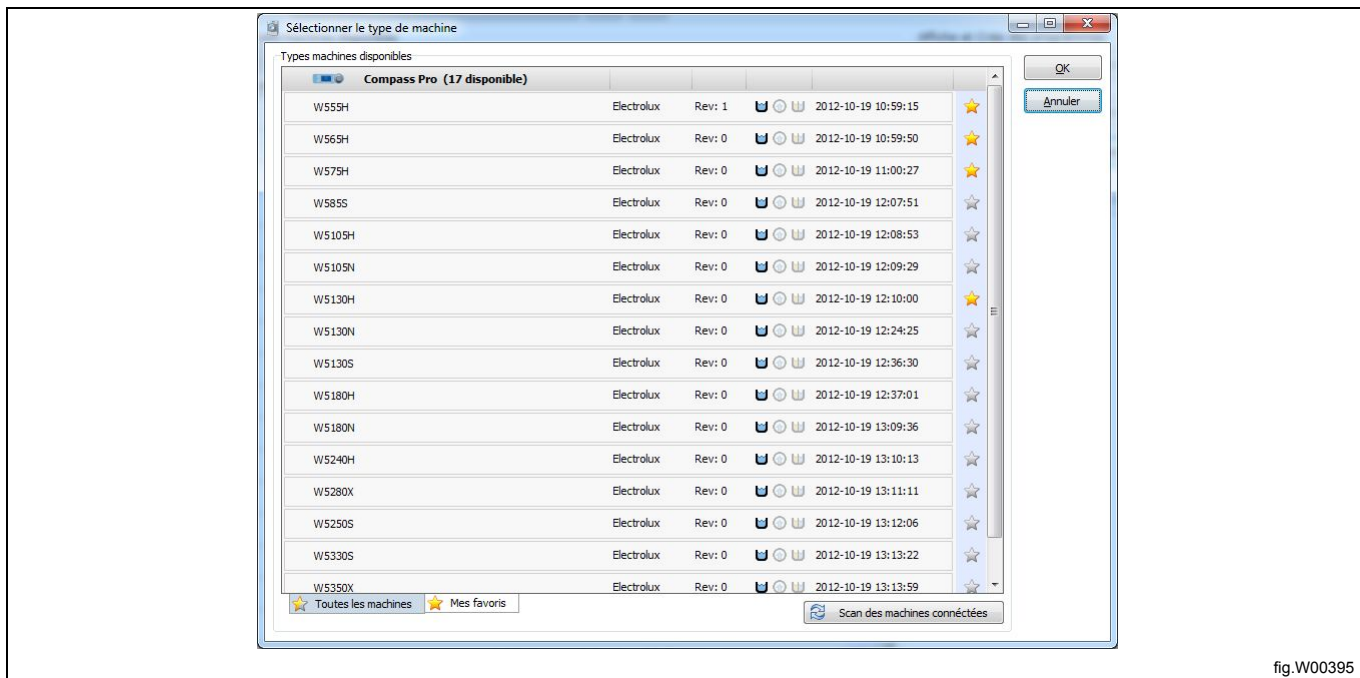 Sélectionner le type de machine
Types machines disponibles
Compass Pro (17 disponible)
OK
Annuler
W555H Electrolux Rev: 1 2012-10-19 10:59:15
W565H Electrolux Rev: 0 2012-10-19 10:59:50
W575H Electrolux Rev: 0 2012-10-19 11:00:27
W585S Electrolux Rev: 0 2012-10-19 12:07:51
W5105H Electrolux Rev: 0 2012-10-19 12:08:53
W5105N Electrolux Rev: 0 2012-10-19 12:09:29
W5130H Electrolux Rev: 0 2012-10-19 12:10:00
W5130N Electrolux Rev: 0 2012-10-19 12:24:25
W5130S Electrolux Rev: 0 2012-10-19 12:36:30
W5180H Electrolux Rev: 0 2012-10-19 12:37:01
W5180N Electrolux Rev: 0 2012-10-19 13:09:36
W5240H Electrolux Rev: 0 2012-10-19 13:10:13
W5280X Electrolux Rev: 0 2012-10-19 13:11:11
W5250S Electrolux Rev: 0 2012-10-19 13:12:06
W5330S Electrolux Rev: 0 2012-10-19 13:13:22
W5350X Electrolux Rev: 0 2012-10-19 13:13:59
Toutes les machines Mes favoris
Scan des machines connéctées
fig.W00395